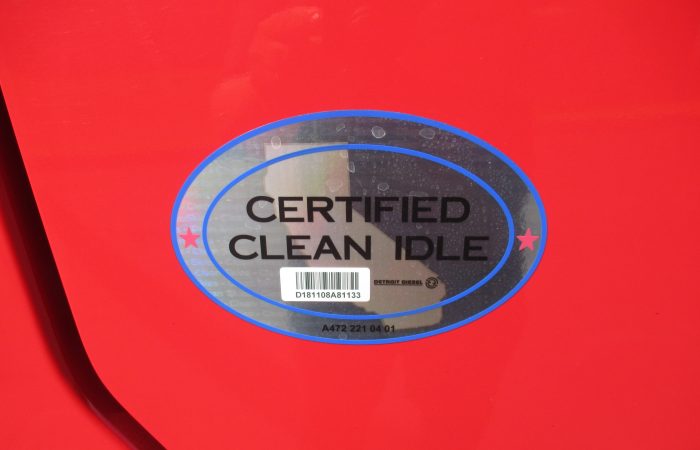 CERTIFIED
CLEAN IDLE
DETROIT DIESEL
D181108A81133
A472 221 04 01